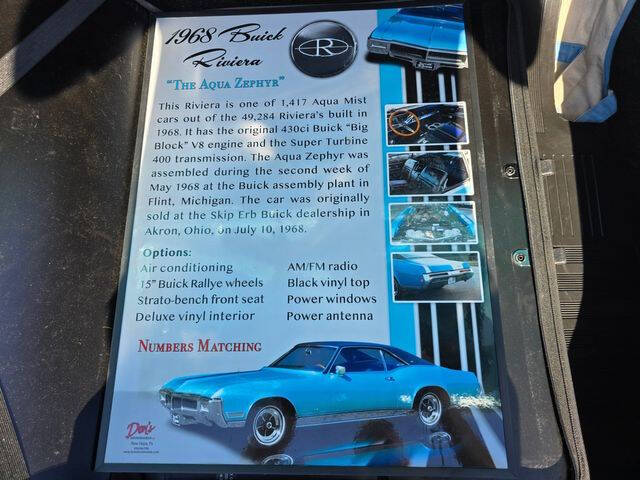 1968 Buick
Riviera
R
"The Aqua Zephyr"
This Riviera is one of 1,417 Aqua Mist
cars out of the 49,284 Riviera's built in
1968. It has the original 430ci Buick "Big
Block" V8 engine and the Super Turbine
400 transmission. The Aqua Zephyr was
assembled during the second week of
May 1968 at the Buick assembly plant in
Flint, Michigan. The car was originally
sold at the Skip Erb Buick dealership in
Akron, Ohio, on July 10, 1968.
Options:
Air conditioning
15" Buick Rallye wheels
Strato-bench front seat
Deluxe vinyl interior
AM/FM radio
Black vinyl top
Power windows
Power antenna
Numbers Matching
Don's